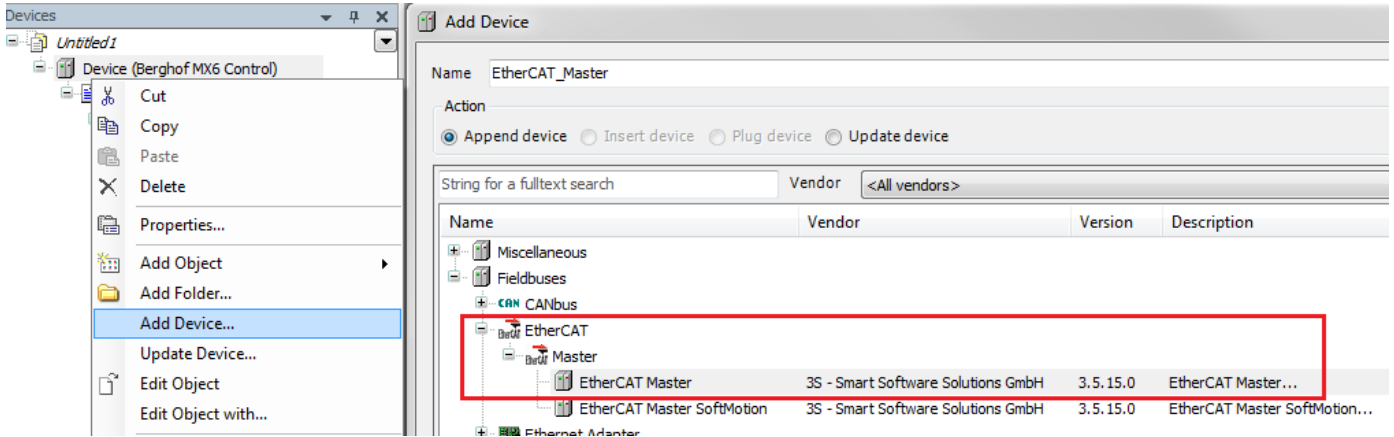 Devices
Untitled1
Device (Berghof MX6 Control)
Cut
Copy
Paste
Delete
Properties...
Add Object
Add Folder...
Add Device...
Update Device...
Edit Object
Edit Object with...
Add Device
Name EtherCAT_Master
Action
Append device Insert device Plug device Update device
String for a fulltext search Vendor <All vendors>
Name Vendor Version Description
Miscellaneous
Fieldbuses
CAN CANbus
EtherCAT EtherCAT
EtherCAT Master
EtherCAT Master 3S - Smart Software Solutions GmbH 3.5.15.0 EtherCAT Master...
EtherCAT Master SoftMotion 3S - Smart Software Solutions GmbH 3.5.15.0 EtherCAT Master SoftMotion...
Ethernet Adapter